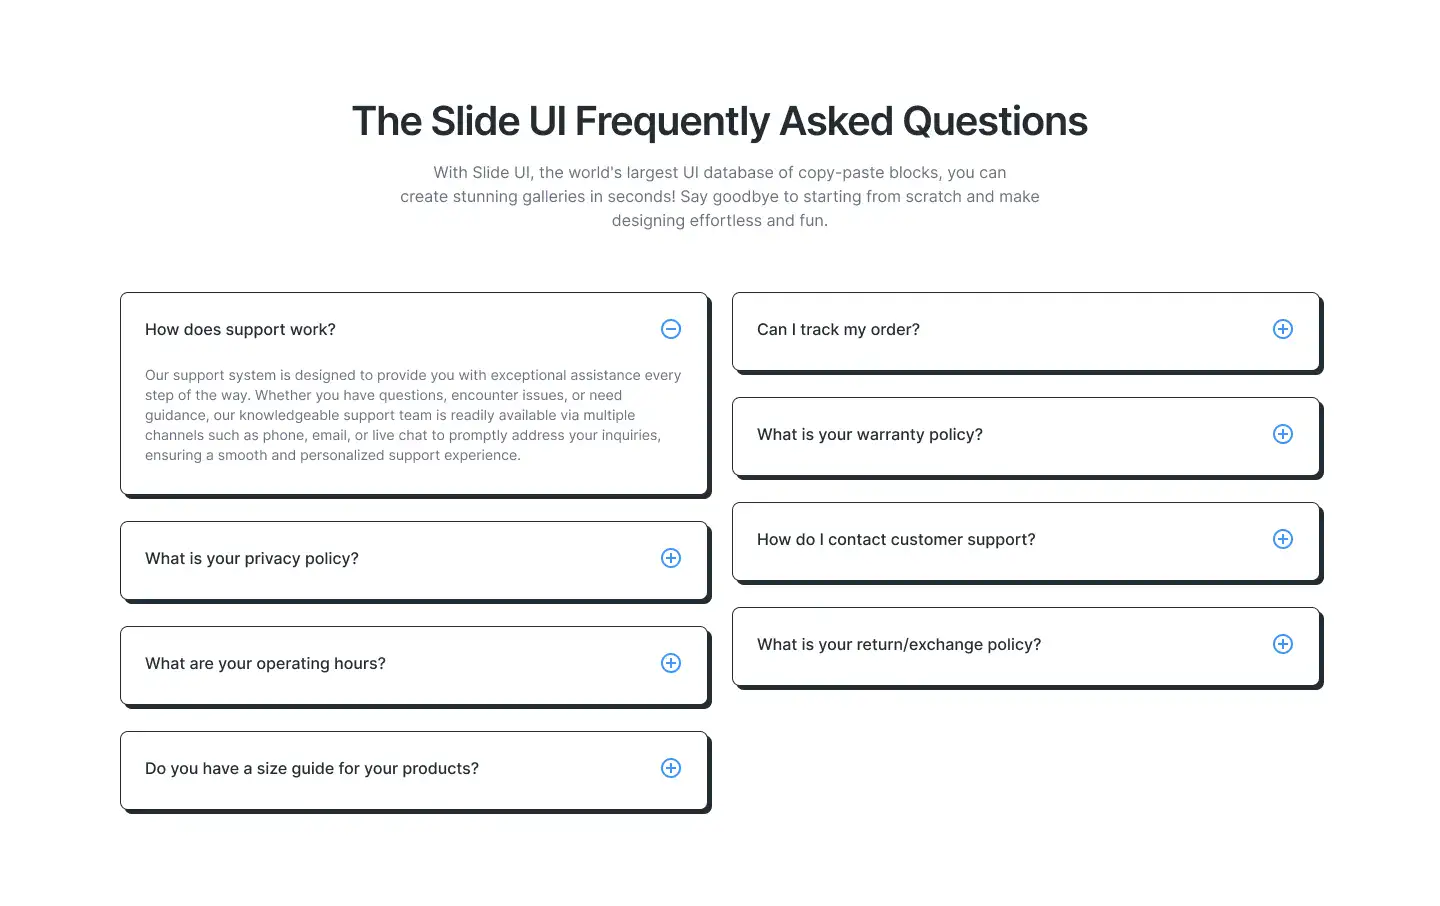 The Slide UI Frequently Asked Questions
With Slide UI, the world's largest UI database of copy-paste blocks, you can
create stunning galleries in seconds! Say goodbye to starting from scratch and make
designing effortless and fun.
How does support work?
Our support system is designed to provide you with exceptional assistance every
step of the way. Whether you have questions, encounter issues, or need
guidance, our knowledgeable support team is readily available via multiple
channels such as phone, email, or live chat to promptly address your inquiries,
ensuring a smooth and personalized support experience.
What is your privacy policy?
What are your operating hours?
Do you have a size guide for your products?
Can I track my order?
What is your warranty policy?
How do I contact customer support?
What is your return/exchange policy?